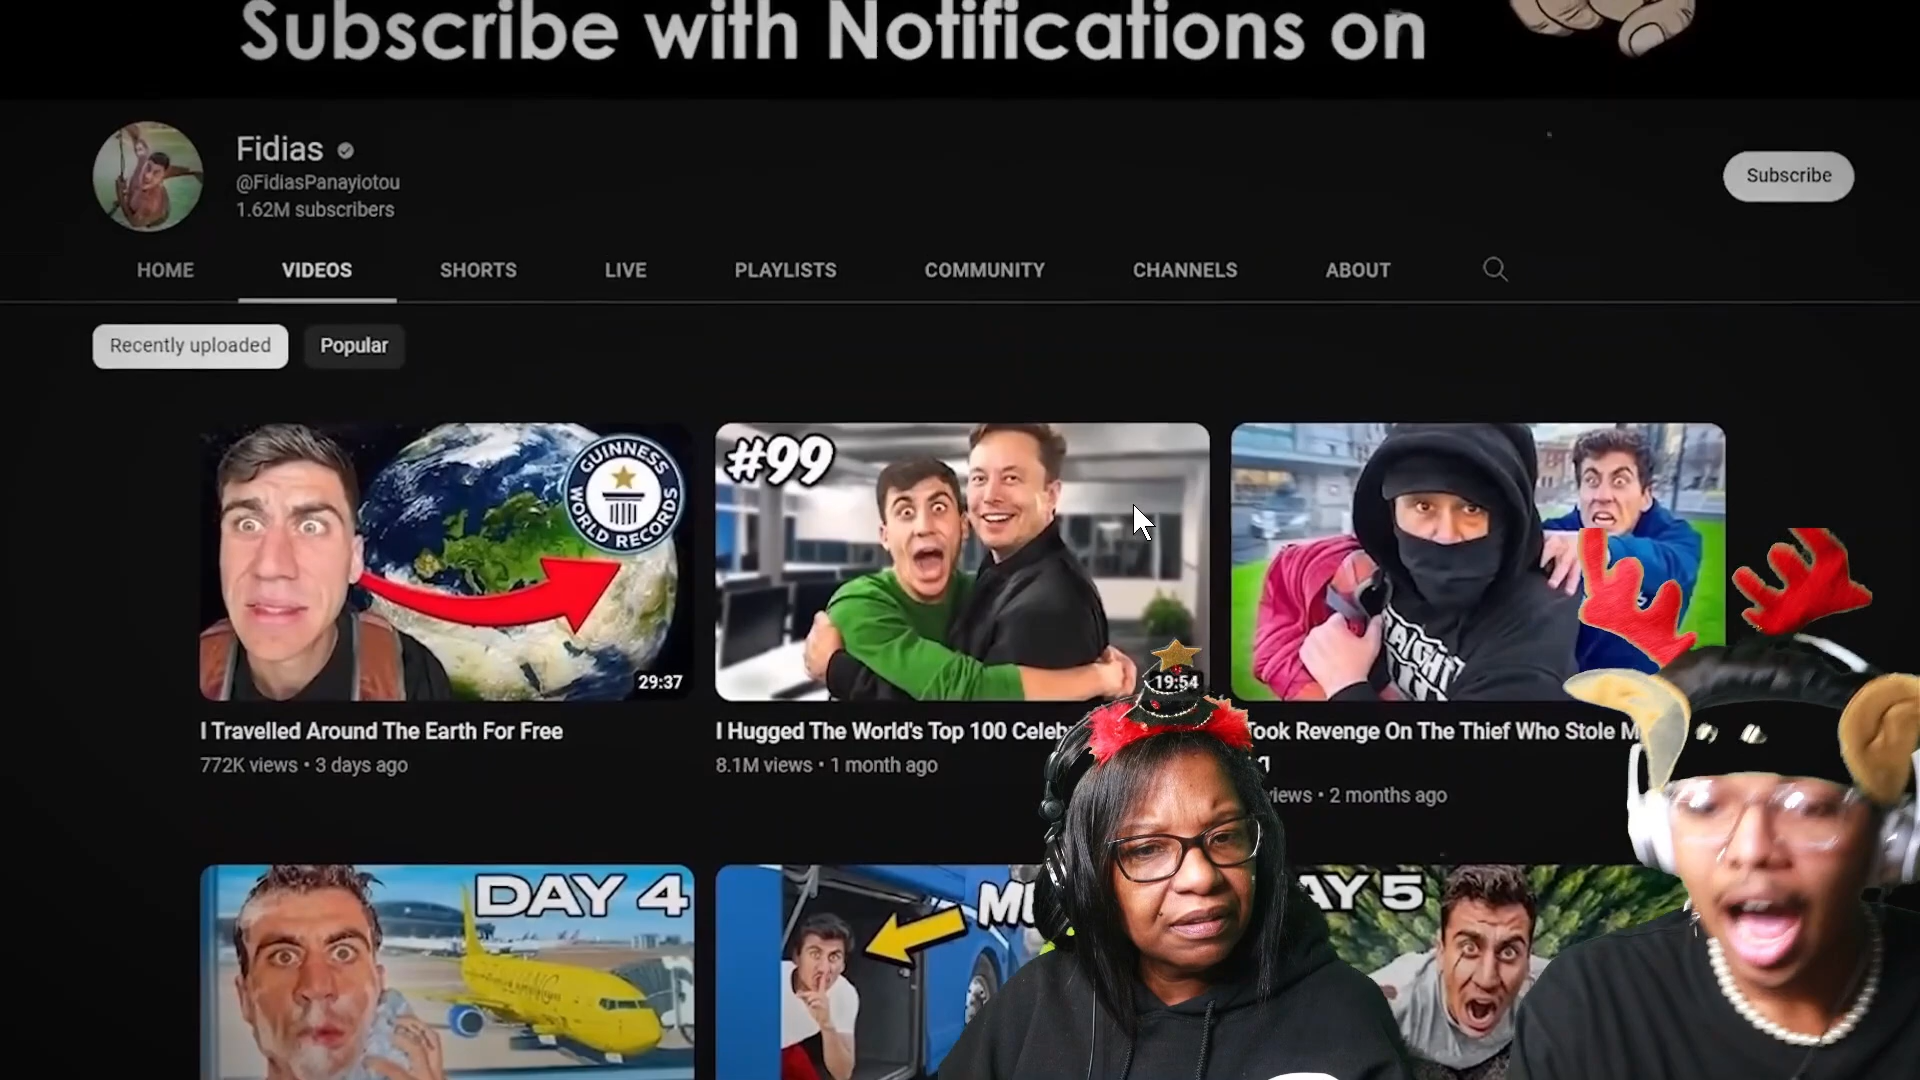 Subscribe with Notifications on
Fidias
@FidiasPanayiotou
1.62M subscribers
Subscribe
HOME
VIDEOS
SHORTS
LIVE
PLAYLISTS
COMMUNITY
CHANNELS
ABOUT
Recently uploaded
Popular
GUINNESS
WORLD RECORDS
29:37
#99
19:54
I Travelled Around The Earth For Free
772K views • 3 days ago
I Hugged The World's Top 100
8.1M views • 1 month ago
Took Revenge On The Thief Who Stole
2 months ago
DAY 4
5